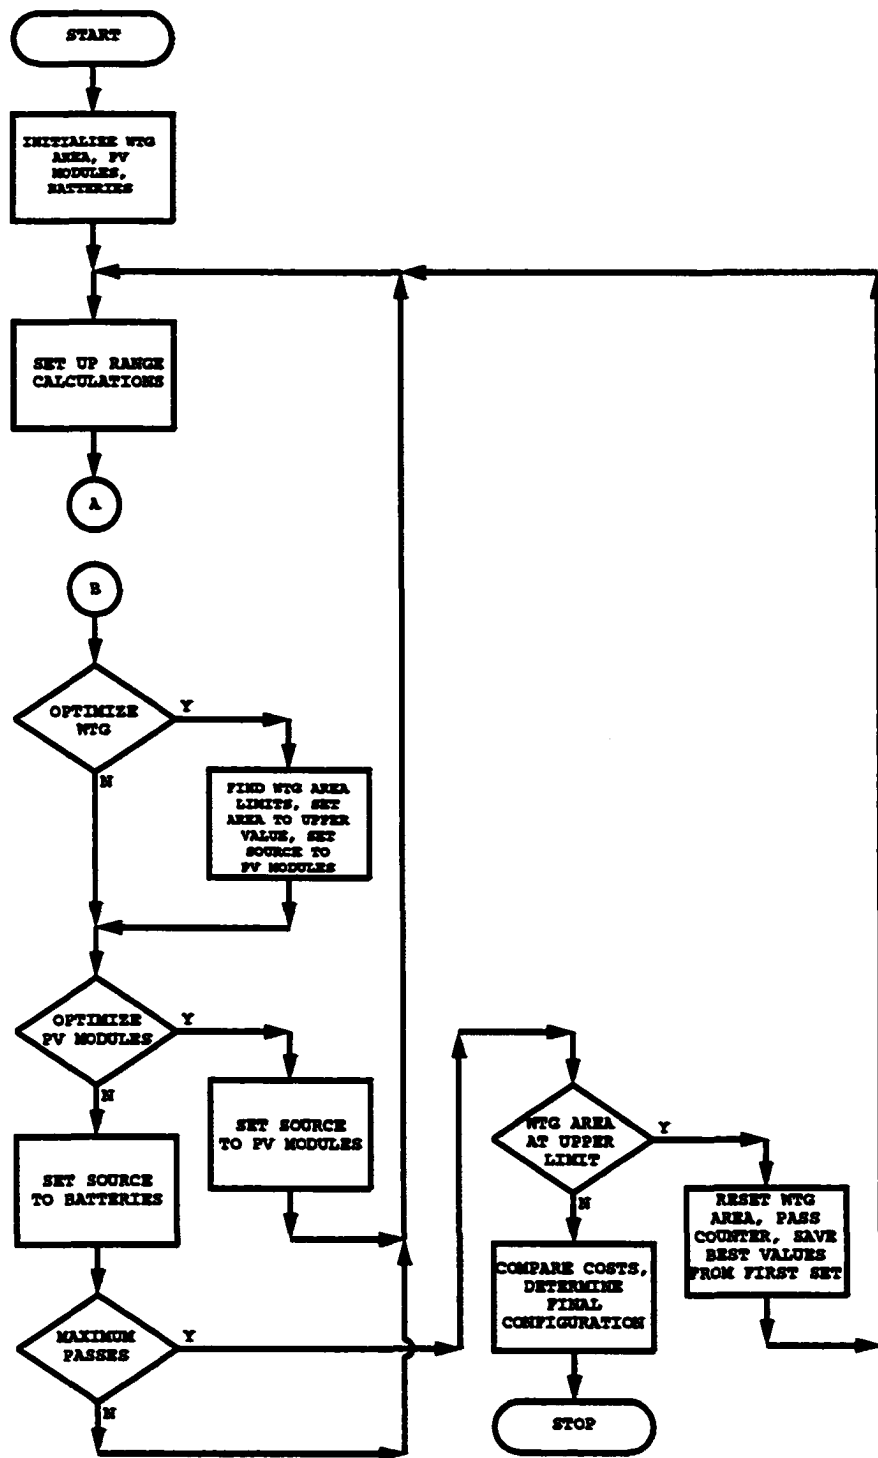 START
INITIALIZE WTG
AREA, PV
MODULES,
BATTERIES
SET UP RANGE
CALCULATIONS
A
B
OPTIMIZE
WTG
Y
N
FIND WTG AREA
LIMITS, SET
AREA TO UPPER
VALUE, SET
SOURCE TO
PV MODULES
OPTIMIZE
PV MODULES
Y
N
SET SOURCE
TO PV MODULES
SET SOURCE
TO BATTERIES
MAXIMUM
PASSES
Y
N
WTG AREA
AT UPPER
LIMIT
Y
N
RESET WTG
AREA, PASS
COUNTER, SAVE
BEST VALUES
FROM FIRST SET
COMPARE COSTS,
DETERMINE
FINAL
CONFIGURATION
STOP